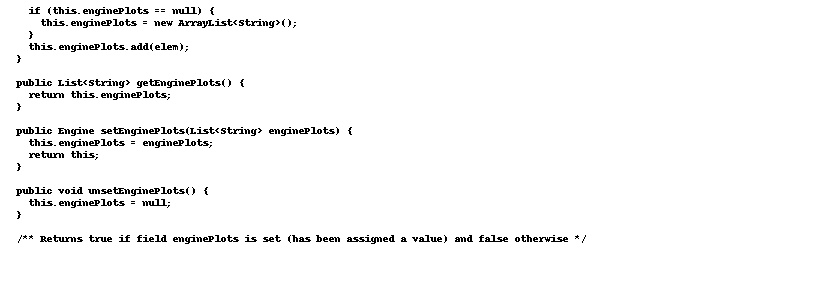 if (this.enginePlots == null) {
this.enginePlots = new ArrayList<String>();
}
this.enginePlots.add(elem);
}
public List<String> getEnginePlots() {
return this.enginePlots;
}
public Engine setEnginePlots(List<String> enginePlots) {
this.enginePlots = enginePlots;
return this;
}
public void unsetEnginePlots() {
this.enginePlots = null;
}
/** Returns true if field enginePlots is set (has been assigned a value) and false otherwise */